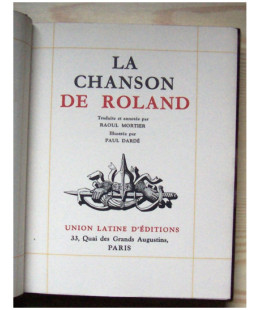 LA
CHANSON
DE ROLAND
Traduite et annotée par
RAOUL MORTIER
Illustrée par
PAUL DARDÉ
UNION LATINE D'ÉDITIONS
33, Quai des Grands Augustins,
PARIS